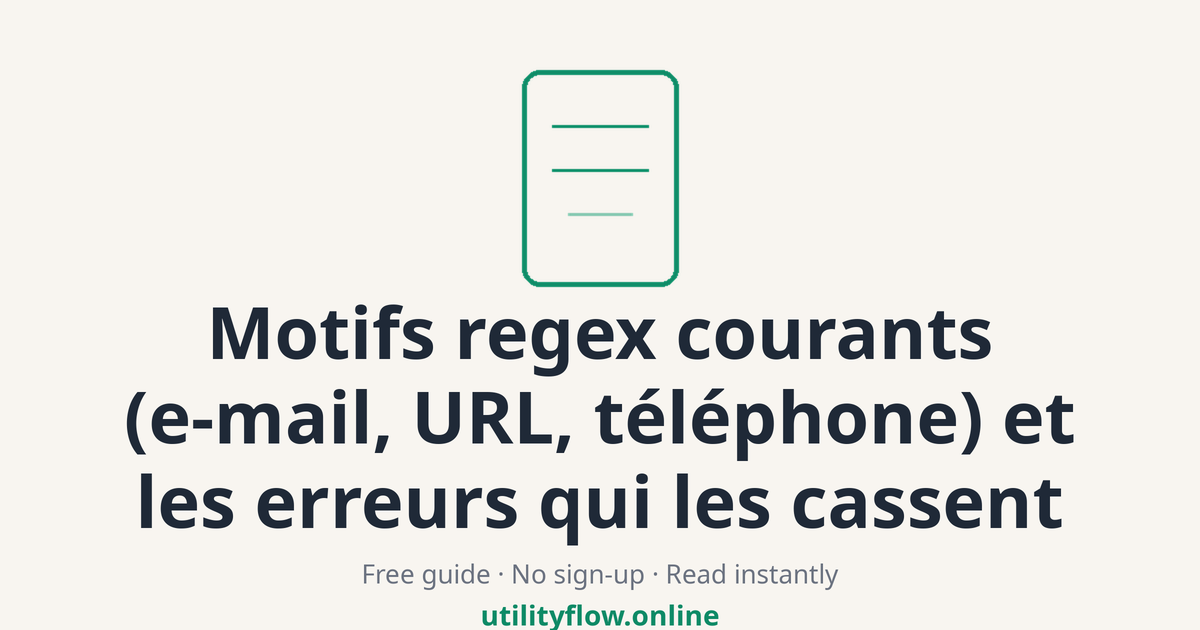 Motifs regex courants
(e-mail, URL, téléphone) et
les erreurs qui les cassent
Free guide · No sign-up · Read instantly
utilityflow.online